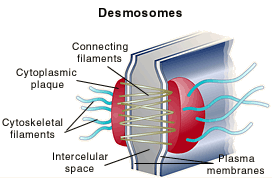 Desmosomes
Connecting
filaments
Cytoplasmic
plaque
Cytoskeletal
filaments
Intercelular
space
Plasma
membranes